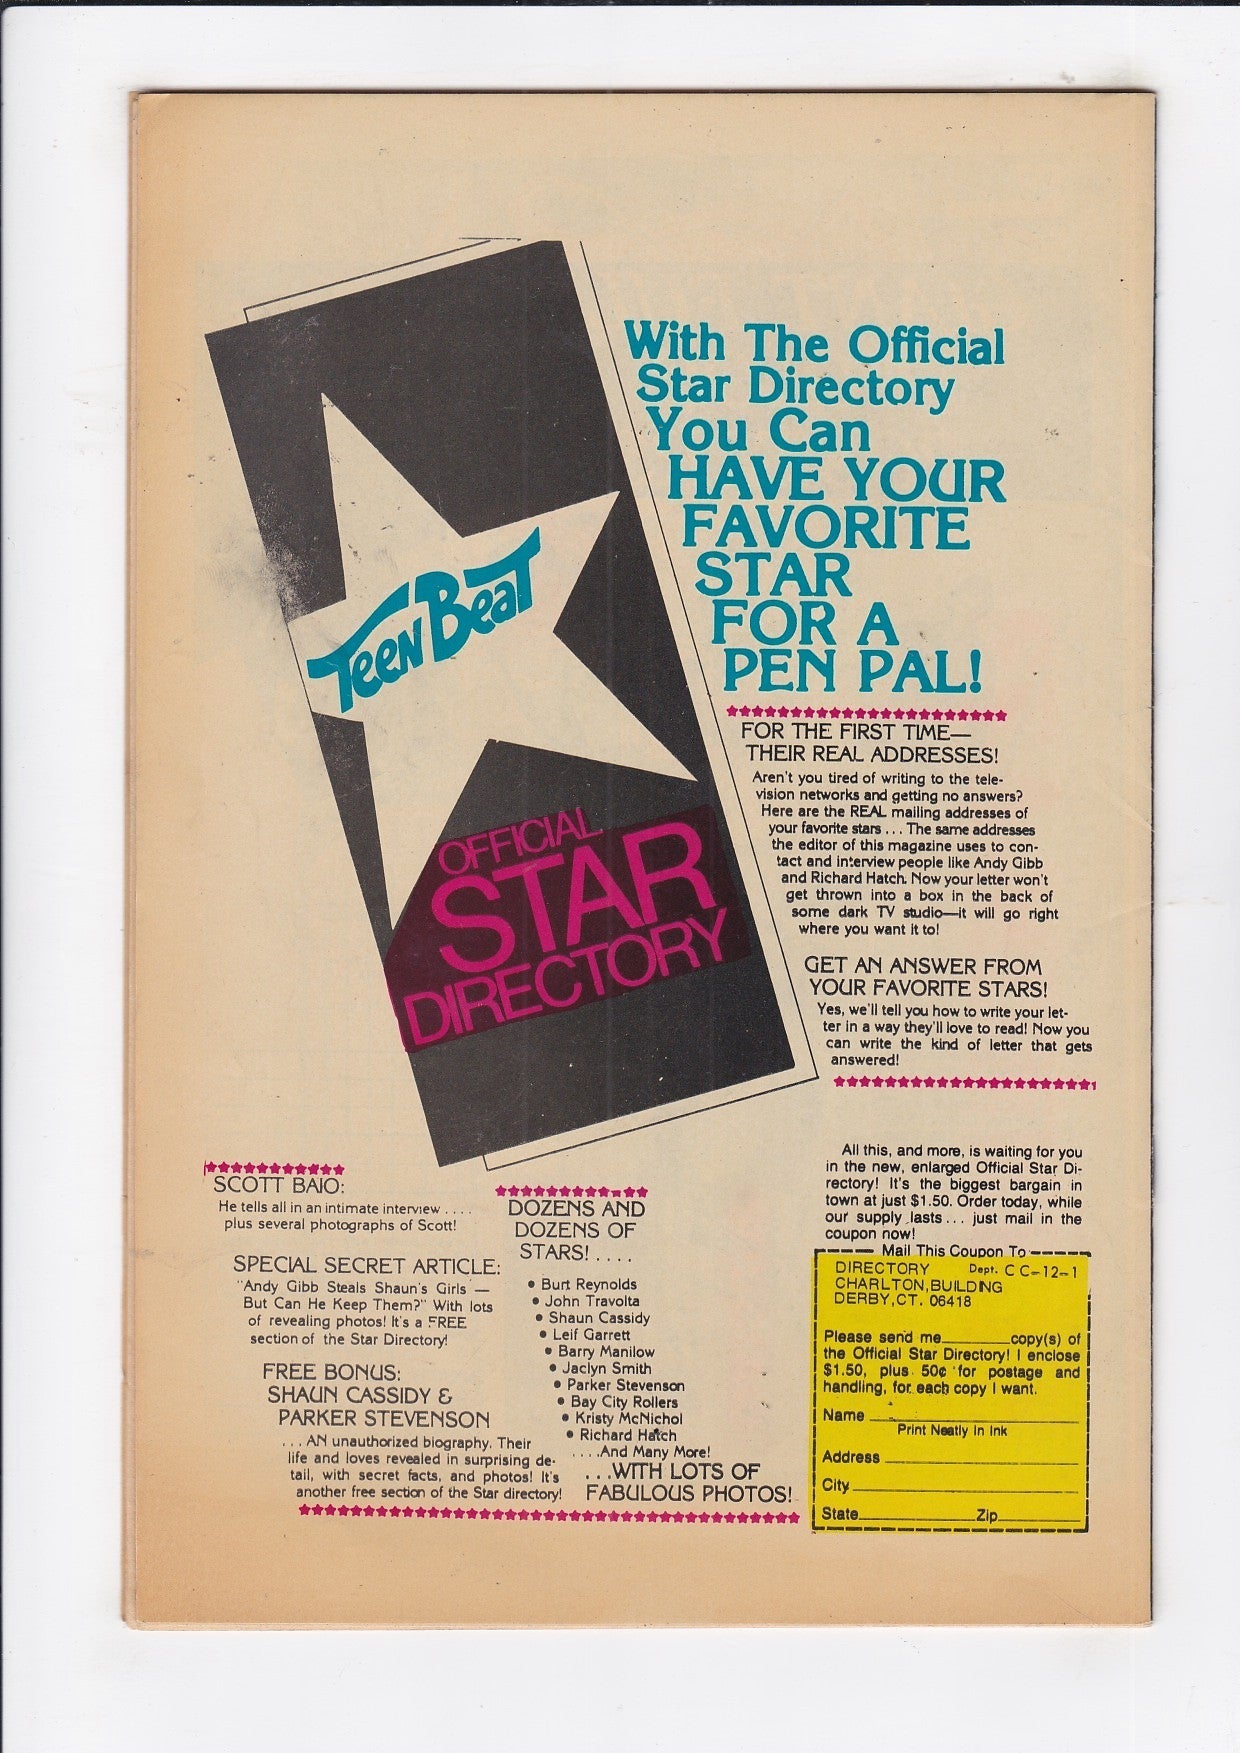 With The Official
Star Directory
You Can
HAVE YOUR
FAVORITE
STAR
FOR A
PEN PAL!
TEEN BEAT
OFFICIAL
STAR
DIRECTORY
FOR THE FIRST TIME—
THEIR REAL ADDRESSES!
Aren't you tired of writing to the tele-
vision networks and getting no answers?
Here are the REAL mailing addresses of
your favorite stars . . . The same addresses
the editor of this magazine uses to con-
tact and interview people like Andy Gibb
and Richard Hatch. Now your letter won't
get thrown into a box in the back of
some dark TV studio—it will go right
where you want it to!
GET AN ANSWER FROM
YOUR FAVORITE STARS!
Yes, we'll tell you how to write your let-
ter in a way they'll love to read! Now you
can write the kind of letter that gets
answered!
SCOTT BAIO:
He tells all in an intimate interview . . . .
plus several photographs of Scott!
SPECIAL SECRET ARTICLE:
"Andy Gibb Steals Shaun's Girls —
But Can He Keep Them?" With lots
of revealing photos! It's a FREE
section of the Star Directory!
FREE BONUS:
SHAUN CASSIDY &
PARKER STEVENSON
. . . AN unauthorized biography. Their
life and loves revealed in surprising de-
tail, with secret facts, and photos! It's
another free section of the Star directory!
DOZENS AND
DOZENS OF
STARS! . . . .
• Burt Reynolds
• John Travolta
• Shaun Cassidy
• Leif Garrett
• Barry Manilow
• Jaclyn Smith
• Parker Stevenson
• Bay City Rollers
• Kristy McNichol
• Richard Hatch
. . . .And Many More!
. . .WITH LOTS OF
FABULOUS PHOTOS!
All this, and more, is waiting for you
in the new, enlarged Official Star Di-
rectory! It's the biggest bargain in
town at just $1.50. Order today, while
our supply lasts . . . just mail in the
coupon now!
Mail This Coupon To
DIRECTORY Dept. CC-12-1
CHARLTON, BUILDING
DERBY, CT. 06418
Please send me________copy(s) of
the Official Star Directory! I enclose
$1.50, plus 50¢ for postage and
handling, for each copy I want.
Name
Print Neatly In Ink
Address
City
State Zip